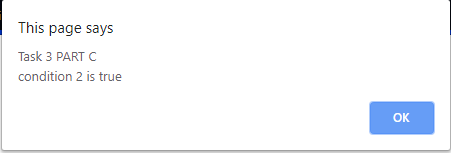 This page says
Task 3 PART C
condition 2 is true
OK